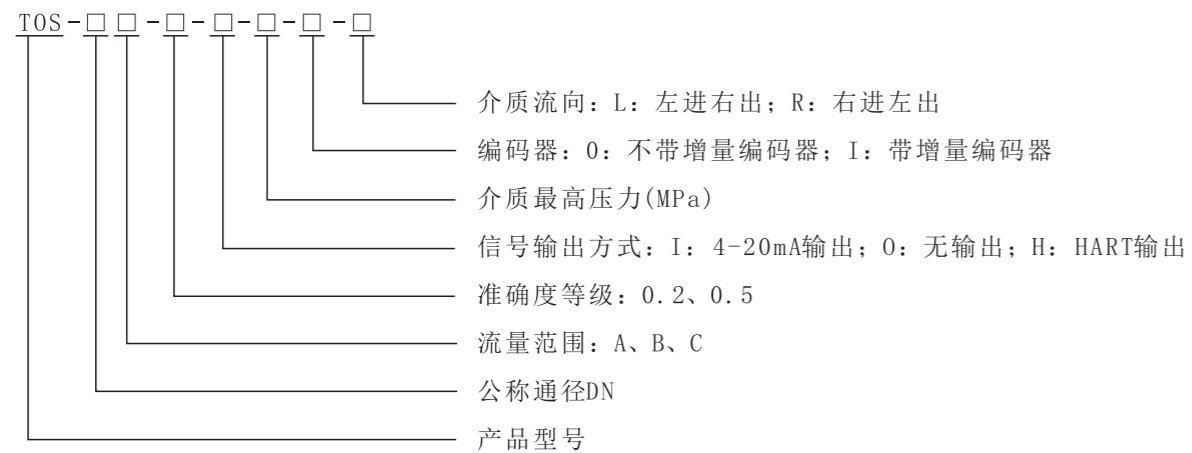 TOS-□□-□-□-□-□-□
介质流向：L：左进右出；R：右进左出
编码器：0：不带增量编码器；I：带增量编码器
介质最高压力(MPa)
信号输出方式：I：4-20mA输出；0：无输出；H：HART输出
准确度等级：0.2、0.5
流量范围：A、B、C
公称通径DN
产品型号